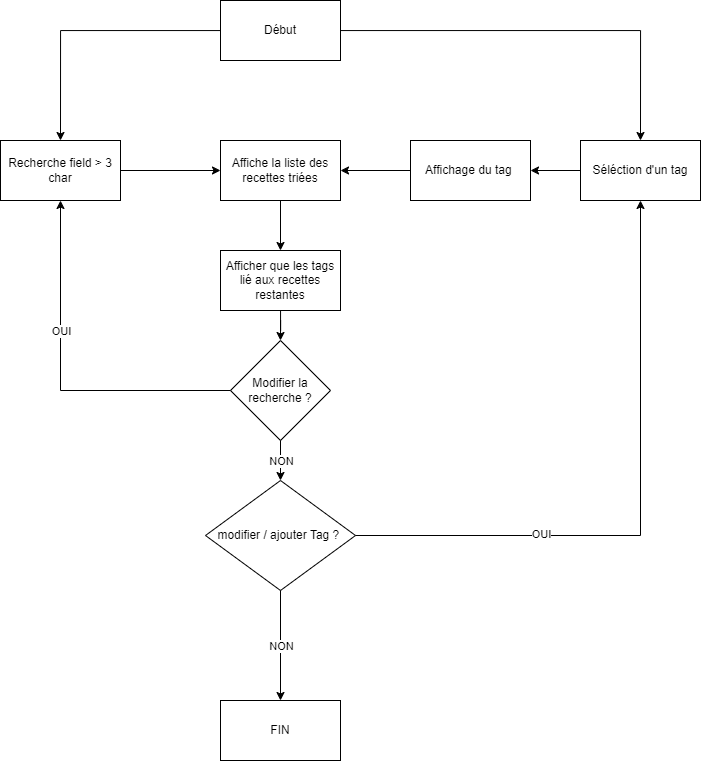 Début
Recherche field > 3
char
Affiche la liste des
recettes triées
Affichage du tag
Séléction d'un tag
Afficher que les tags
lié aux recettes
restantes
OUI
Modifier la
recherche ?
NON
modifier / ajouter Tag ?
OUI
NON
FIN